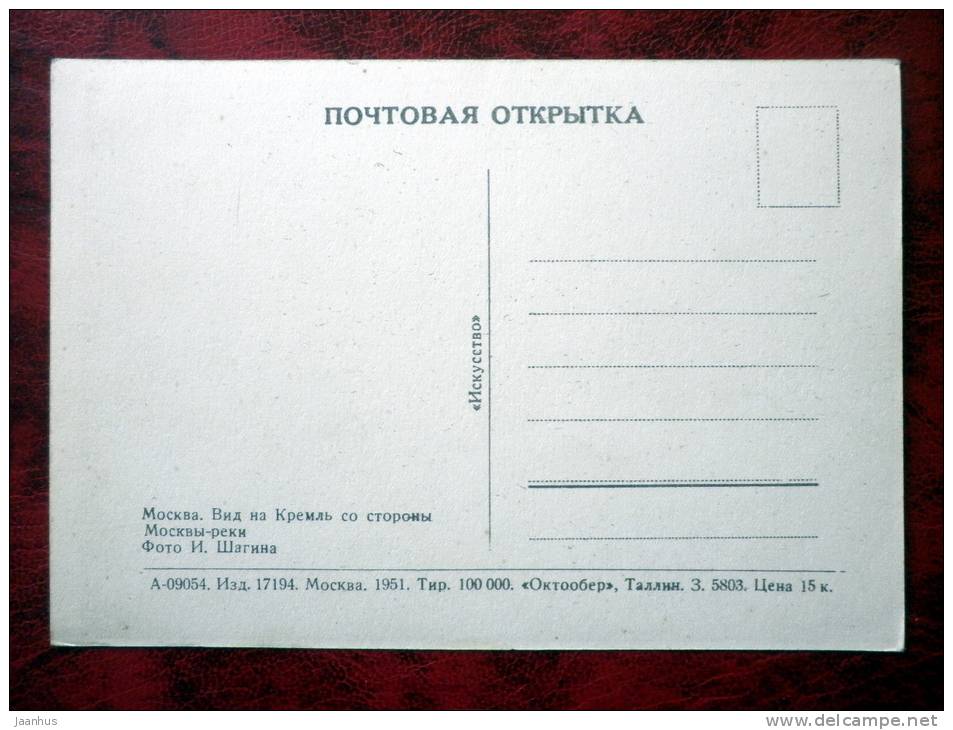 ПОЧТОВАЯ ОТКРЫТКА
«Искусство»
Москва. Вид на Кремль со стороны
Москвы-реки
Фото И. Шагина
А-09054. Изд. 17194. Москва. 1951. Тир. 100 000. «Октообер», Таллин. З. 5803. Цена 15 к.
jaanhus
www.delcampe.net